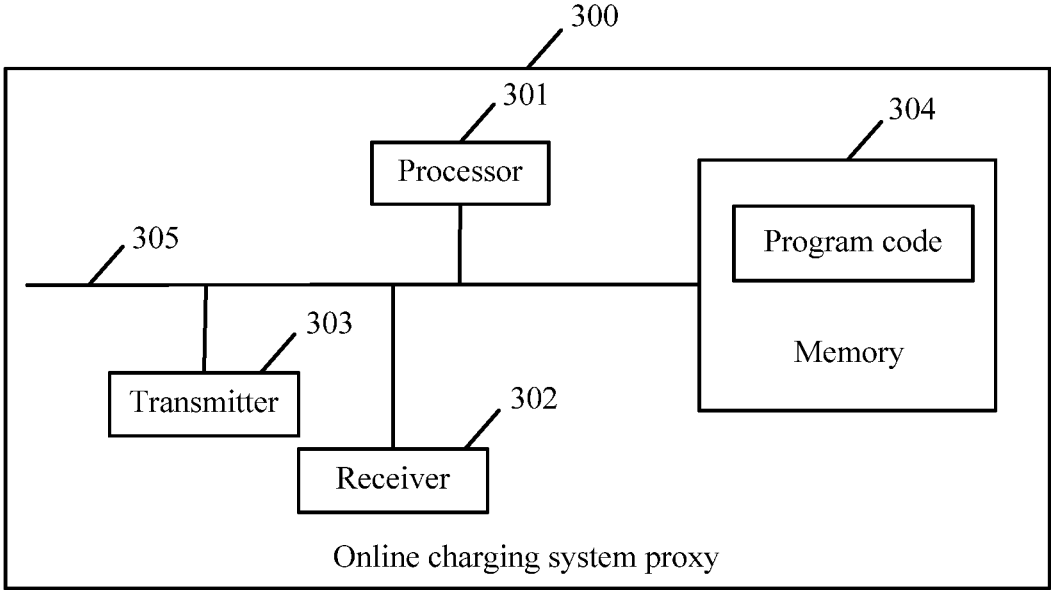 300
301
304
Processor
305
Program code
303
Memory
Transmitter
302
Receiver
Online charging system proxy